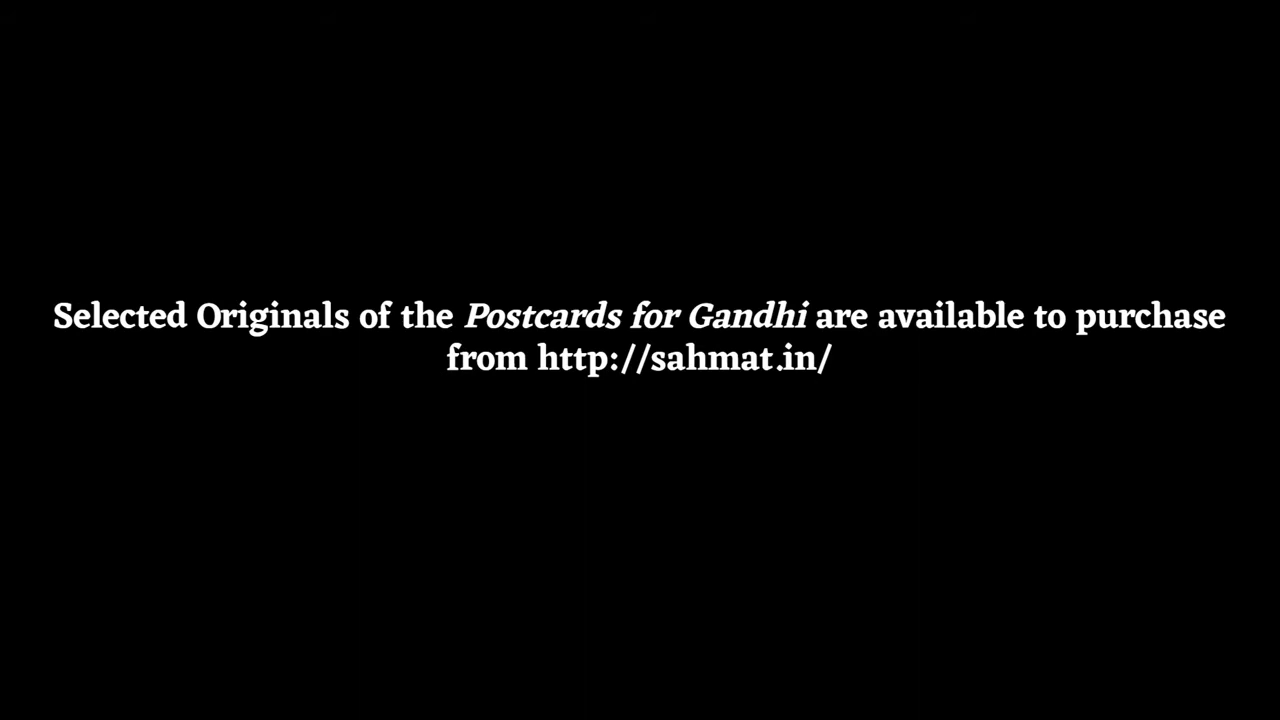 Selected Originals of the Postcards for Gandhi are available to purchase
from http://sahmat.in/